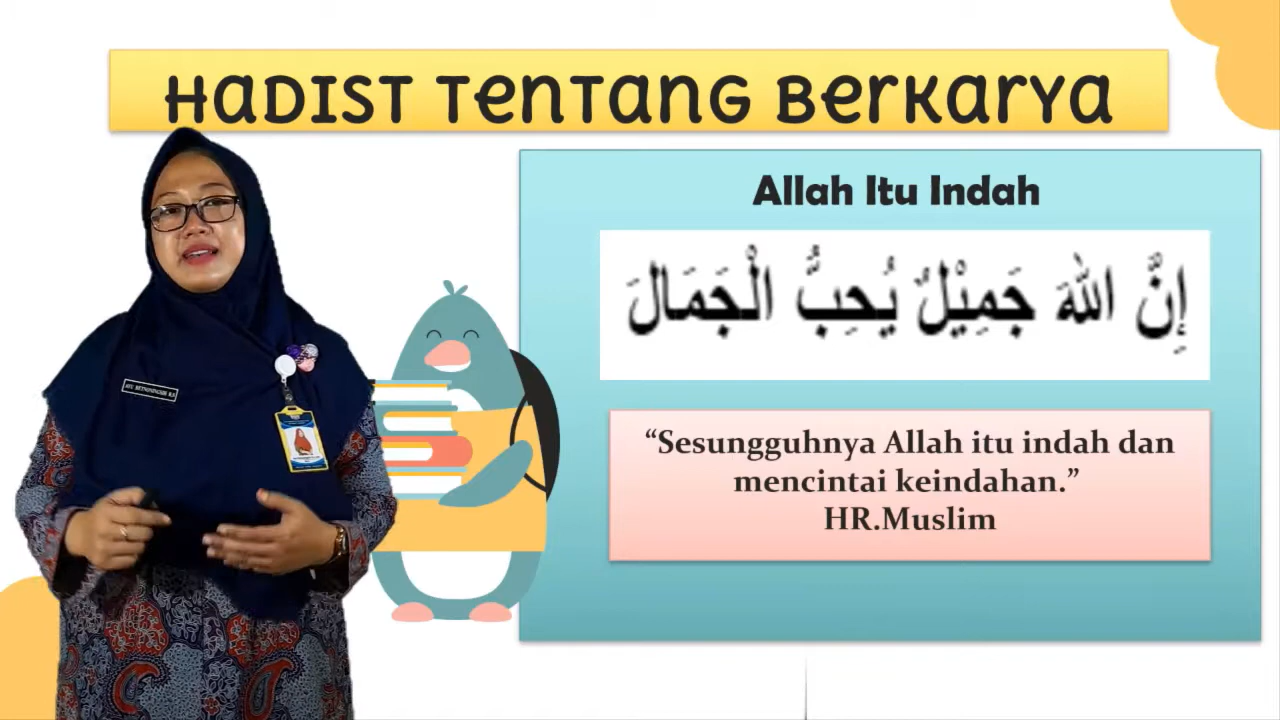 HaDIST TenTanG BerKarYa
Allah Itu Indah
إِنَّ اللهَ جَمِيْلٌ يُحِبُّ الْجَمَالَ
“Sesungguhnya Allah itu indah dan
mencintai keindahan.”
HR.Muslim